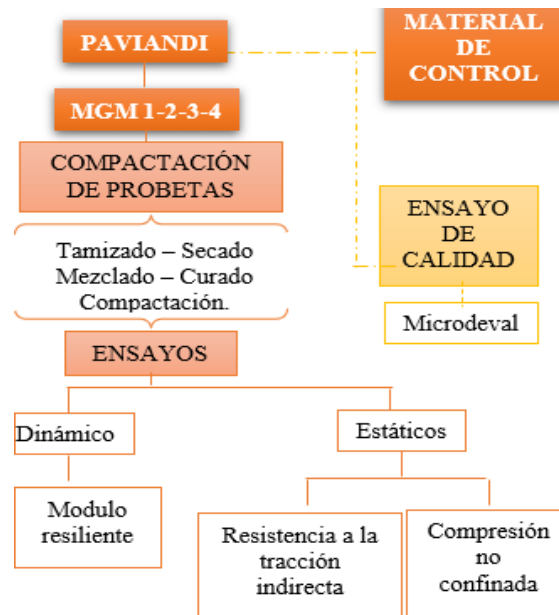 PAVIANDI
MATERIAL
DE
CONTROL
MGM 1-2-3-4
COMPACTACIÓN
DE PROBETAS
Tamizado – Secado
Mezclado – Curado
Compactación.
ENSAYO
DE
CALIDAD
Microdeval
ENSAYOS
Dinámico
Estáticos
Modulo
resiliente
Resistencia a la
tracción
indirecta
Compresión
no
confinada